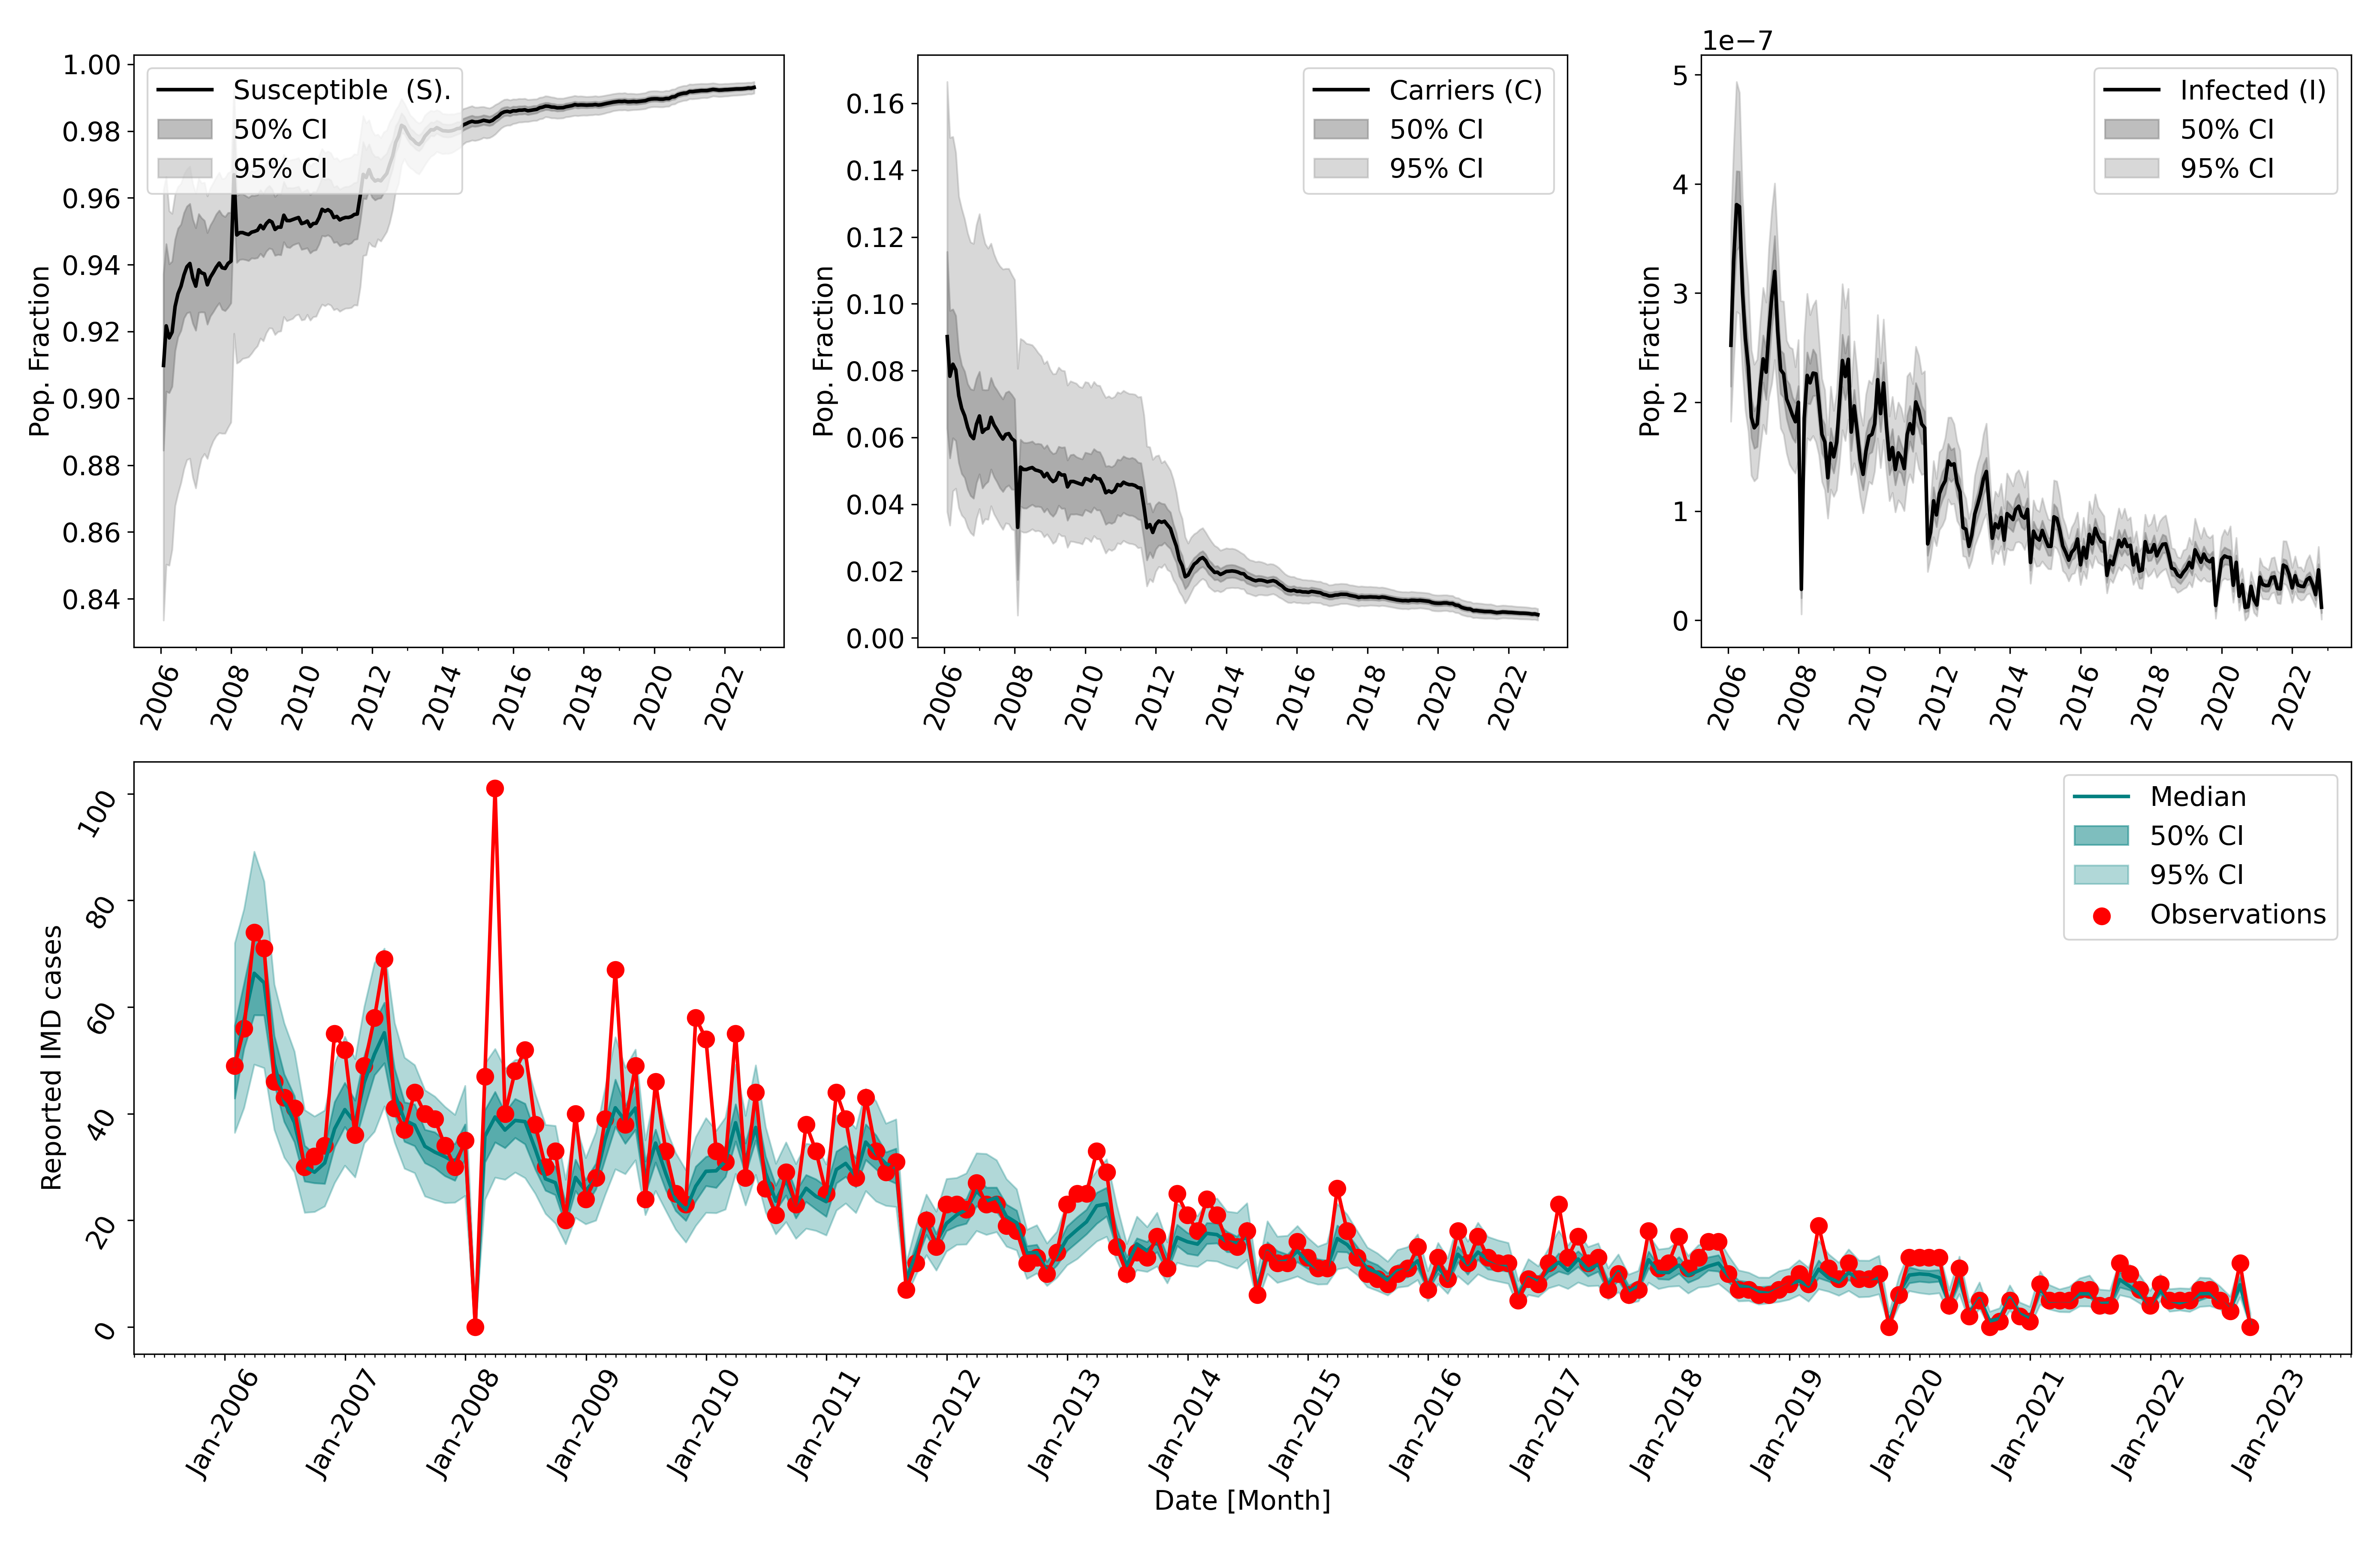 1.00
0.98
0.96
0.94
0.92
0.90
0.88
0.86
0.84
Pop. Fraction
Susceptible  (S).
50% CI
95% CI
2006
2008
2010
2012
2014
2016
2018
2020
2022
0.16
0.14
0.12
0.10
0.08
0.06
0.04
0.02
0.00
Pop. Fraction
Carriers (C)
50% CI
95% CI
2006
2008
2010
2012
2014
2016
2018
2020
2022
1e−7
5
4
3
2
1
0
Pop. Fraction
Infected (I)
50% CI
95% CI
2006
2008
2010
2012
2014
2016
2018
2020
2022
100
80
60
40
20
0
Reported IMD cases
Median
50% CI
95% CI
Observations
Jan-2006
Jan-2007
Jan-2008
Jan-2009
Jan-2010
Jan-2011
Jan-2012
Jan-2013
Jan-2014
Jan-2015
Jan-2016
Jan-2017
Jan-2018
Jan-2019
Jan-2020
Jan-2021
Jan-2022
Jan-2023
Date [Month]